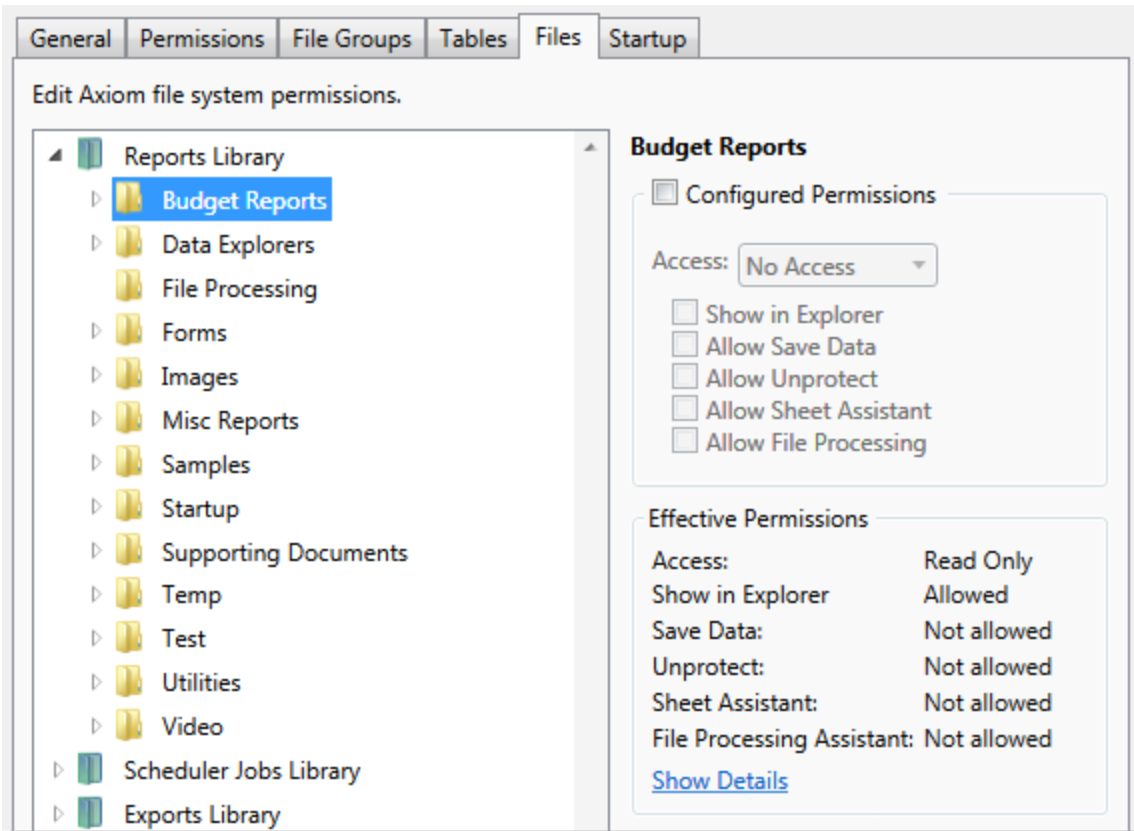 General Permissions File Groups Tables Files Startup
Edit Axiom file system permissions.
Reports Library
Budget Reports
Data Explorers
File Processing
Forms
Images
Misc Reports
Samples
Startup
Supporting Documents
Temp
Test
Utilities
Video
Scheduler Jobs Library
Exports Library
Budget Reports
Configured Permissions
Access: No Access
Show in Explorer
Allow Save Data
Allow Unprotect
Allow Sheet Assistant
Allow File Processing
Effective Permissions
Access: Read Only
Show in Explorer Allowed
Save Data: Not allowed
Unprotect: Not allowed
Sheet Assistant: Not allowed
File Processing Assistant: Not allowed
Show Details